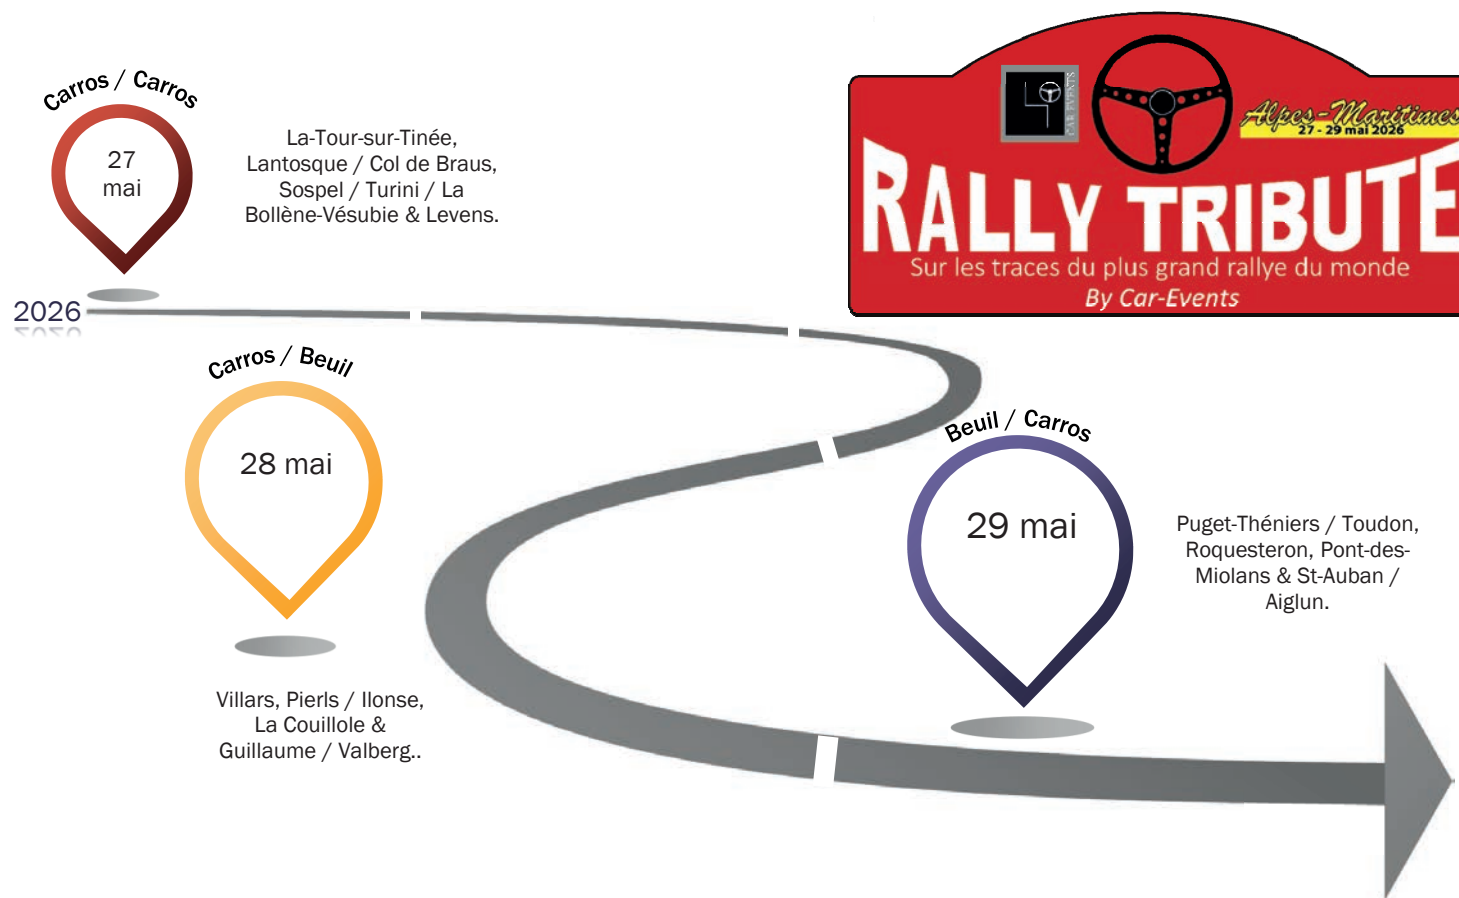 Carros / Carros
27
mai
La-Tour-sur-Tinée,
Lantosque / Col de Braus,
Sospel / Turini / La
Bollène-Vésubie & Levens.
CAR EVENTS
Alpes-Maritimes
27 - 29 mai 2026
RALLY TRIBUTE
Sur les traces du plus grand rallye du monde
By Car-Events
2026
Carros / Beuil
28 mai
Villars, Pierls / Ilonse,
La Couillole &
Guillaume / Valberg..
Beuil / Carros
29 mai
Puget-Théniers / Toudon,
Roquesteron, Pont-des-
Miolans & St-Auban /
Aiglun.